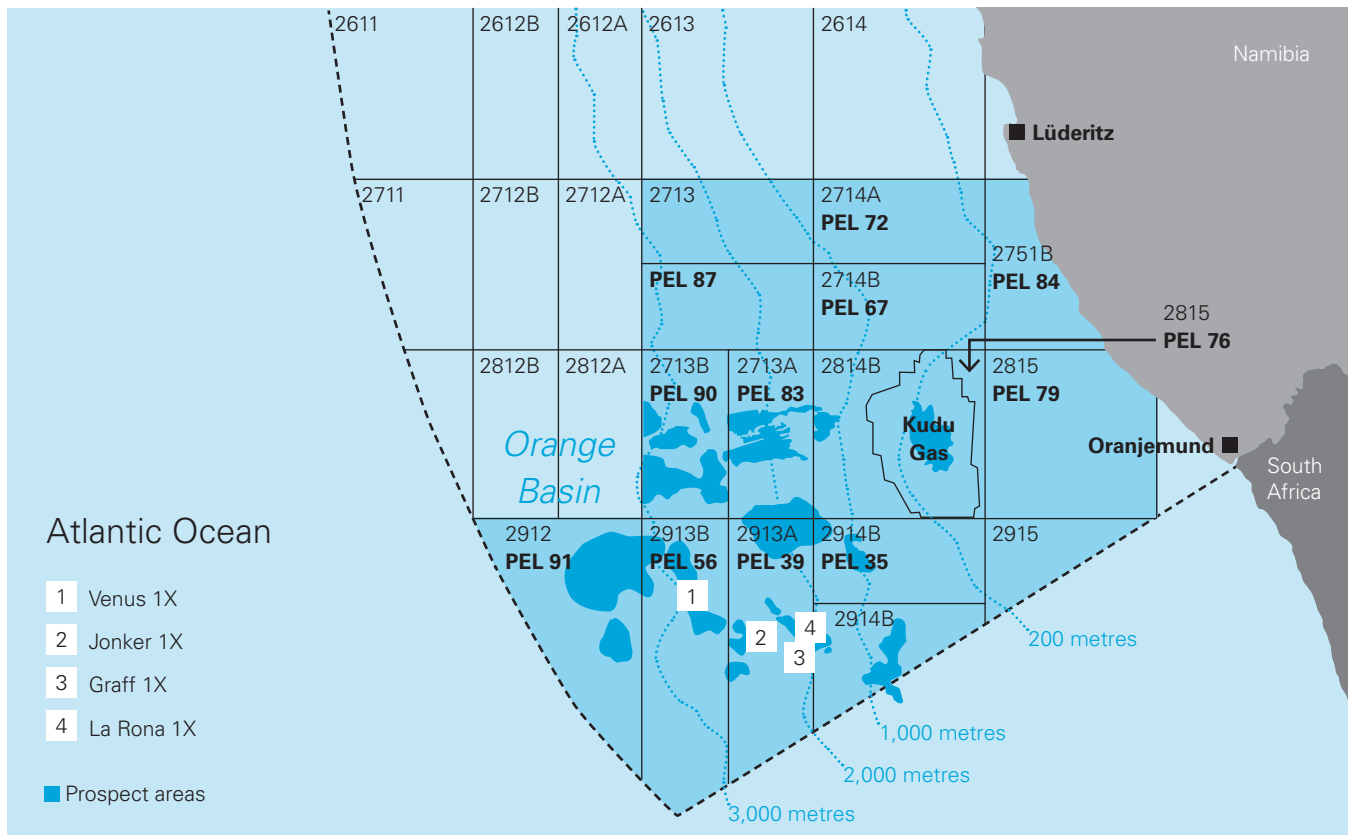 2611
2612B
2612A
2613
2614
Namibia
Lüderitz
2711
2712B
2712A
2713
2714A
PEL 72
2751B
PEL 84
PEL 87
2714B
PEL 67
2815
PEL 76
2812B
2812A
2713B
PEL 90
2713A
PEL 83
2814B
2815
PEL 79
Kudu
Gas
Orange
Basin
Oranjemund
South
Africa
Atlantic Ocean
2912
PEL 91
2913B
PEL 56
2913A
PEL 39
2914B
PEL 35
2915
1 Venus 1X
2 Jonker 1X
3 Graff 1X
4 La Rona 1X
Prospect areas
1
2
4
3
2914B
200 metres
1,000 metres
2,000 metres
3,000 metres